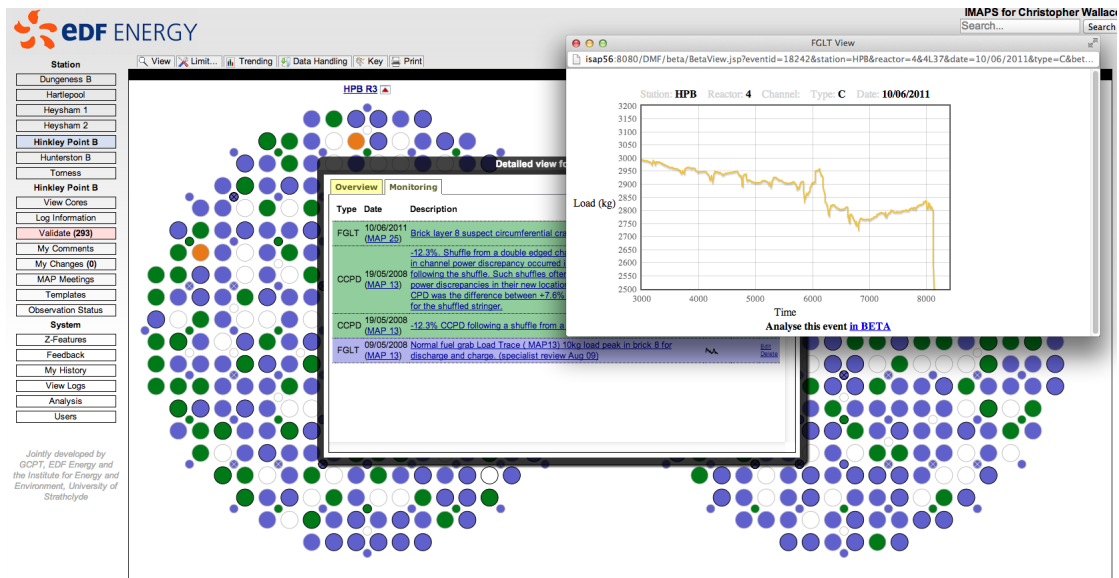 eDF ENERGY
IMAPS for Christopher Wallace
Search... Search
Station
Dungeness B
Hartlepool
Heysham 1
Heysham 2
Hinkley Point B
Hunterston B
Torness
Hinkley Point B
View Cores
Log Information
Validate (293)
My Comments
My Changes (0)
MAP Meetings
Templates
Observation Status
System
Z-Features
Feedback
My History
View Logs
Analysis
Users
Jointly developed by
GCPT, EDF Energy and
the Institute for Energy and
Environment, University of
Strathclyde
View Limit... Trending Data Handling Key Print
HPB R3
Detailed view fo
Overview Monitoring
Type Date Description
FGLT 10/06/2011 (MAP 25) Brick layer 8 suspect circumferential cra
CCPD 19/05/2008 (MAP 13) -12.3%. Shuffle from a double edged cha
in channel power discrepancy occurred i
following the shuffle. Such shuffles ofte
power discrepancies in their new locatio
CPD was the difference between +7.6%
for the shuffled stringer.
CCPD 19/05/2008 (MAP 13) -12.3% CCPD following a shuffle from a
FGLT 09/05/2008 (MAP 13) Normal fuel grab Load Trace ( MAP13) 10kg load peak in brick 8 for
discharge and charge. (specialist review Aug 09)
Edit
Delete
FGLT View
isap56:8080/DMF/beta/BetaView.jsp?eventid=18242&station=HPB&reactor=4&4L37&date=10/06/2011&type=C&bet...
Station: HPB Reactor: 4 Channel: Type: C Date: 10/06/2011
3200
3150
3100
3050
3000
2950
2900
2850
2800
2750
2700
2650
2600
2550
2500
Load (kg)
3000 4000 5000 6000 7000 8000
Time
Analyse this event in BETA